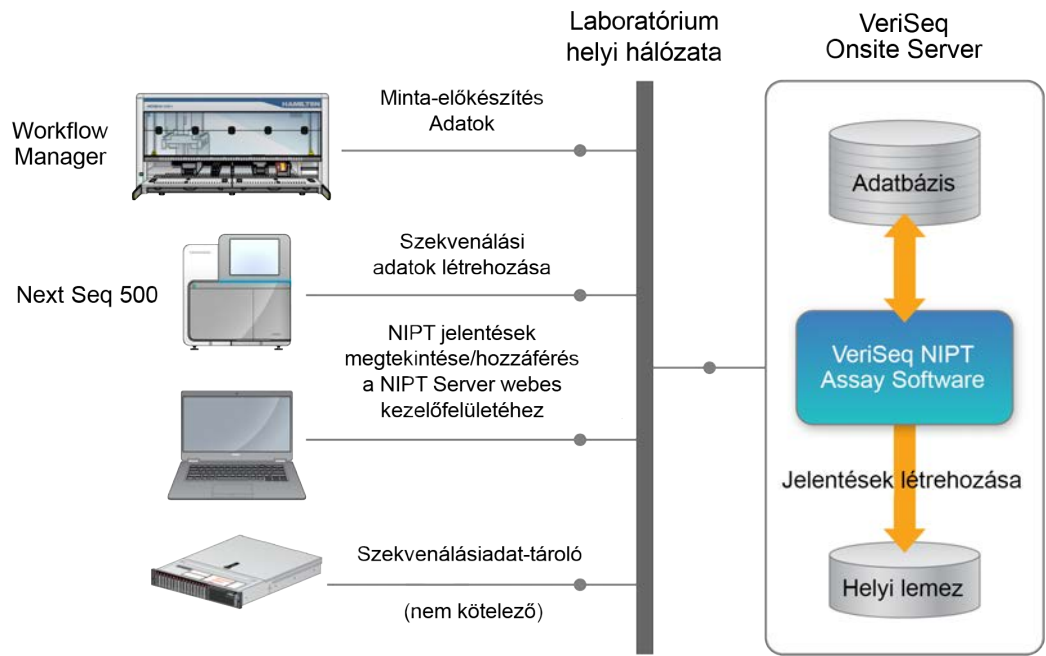 Laboratórium
helyi hálózata
VeriSeq
Onsite Server
Workflow
Manager
HAMILTON
Minta-előkészítés
Adatok
Adatbázis
Next Seq 500
Szekvenálási
adatok létrehozása
NIPT jelentések
megtekintése/hozzáférés
a NIPT Server webes
kezelőfelületéhez
VeriSeq NIPT
Assay Software
Jelentések létrehozása
Szekvenálásiadat-tároló
(nem kötelező)
Helyi lemez